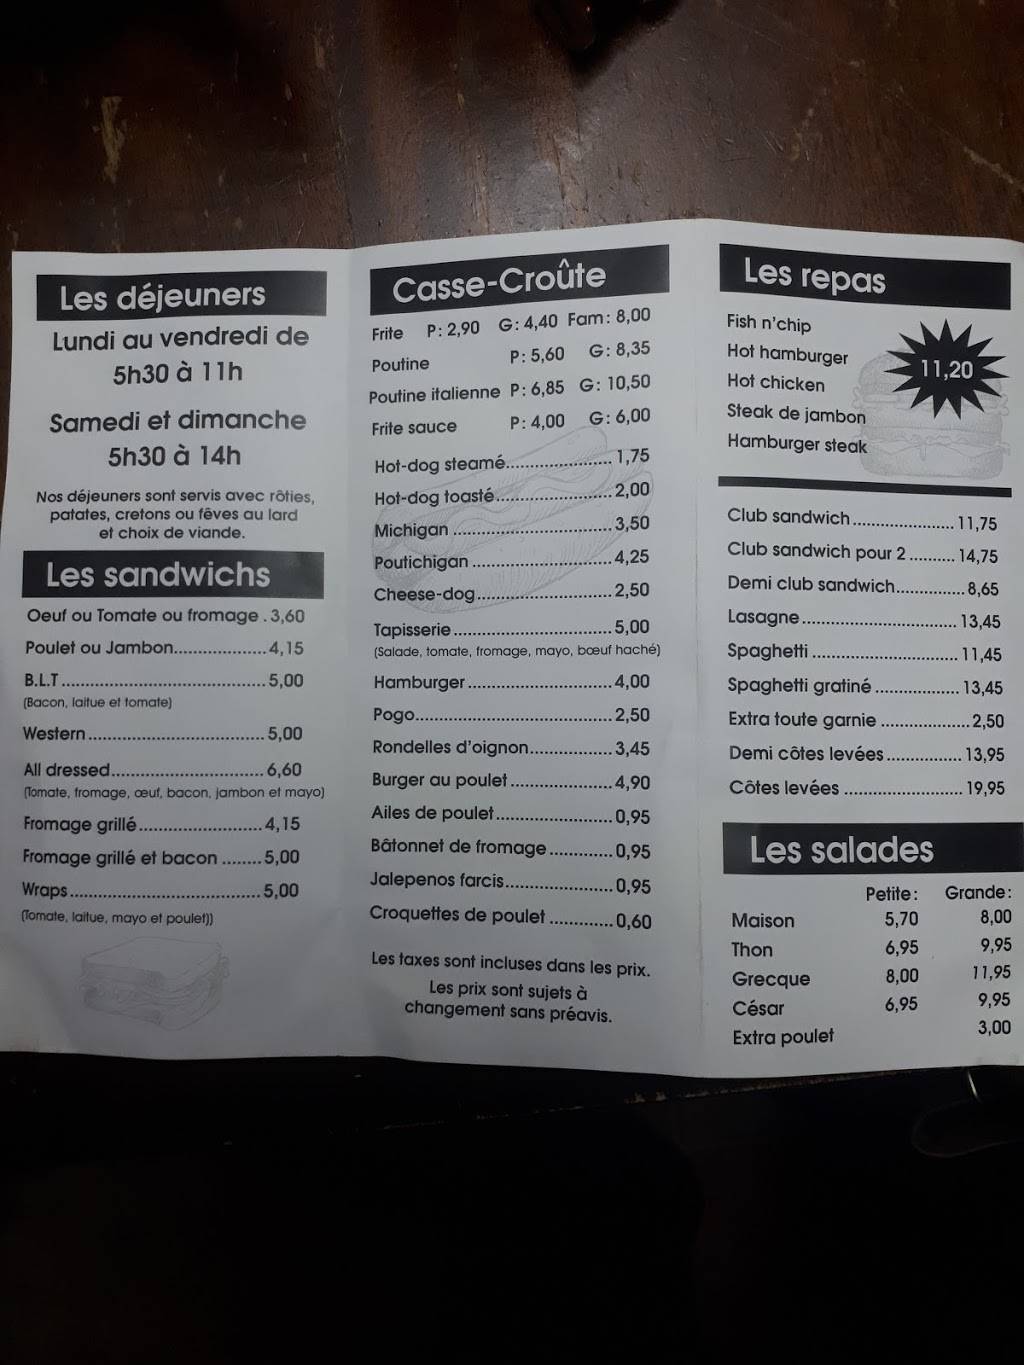 Les déjeuners
Lundi au vendredi de
5h30 à 11h
Samedi et dimanche
5h30 à 14h
Nos déjeuners sont servis avec rôties,
patates, cretons ou fêves au lard
et choix de viande.
Les sandwichs
Oeuf ou Tomate ou fromage . 3,60
Poulet ou Jambon.................... 4,15
B.L.T ............................................ 5,00
(Bacon, laitue et tomate)
Western ...................................... 5,00
All dressed................................. 6,60
(Tomate, fromage, œuf, bacon, jambon et mayo)
Fromage grillé .......................... 4,15
Fromage grillé et bacon ........ 5,00
Wraps ......................................... 5,00
(Tomate, laitue, mayo et poulet))
Casse-Croûte
Frite P: 2,90 G: 4,40 Fam: 8,00
Poutine P: 5,60 G: 8,35
Poutine italienne P: 6,85 G: 10,50
Frite sauce P: 4,00 G: 6,00
Hot-dog steamé....................... 1,75
Hot-dog toasté......................... 2,00
Michigan .................................. 3,50
Poutichigan .............................. 4,25
Cheese-dog............................. 2,50
Tapisserie .................................. 5,00
(Salade, tomate, fromage, mayo, bœuf haché)
Hamburger ............................... 4,00
Pogo.......................................... 2,50
Rondelles d'oignon.................. 3,45
Burger au poulet ...................... 4,90
Ailes de poulet......................... 0,95
Bâtonnet de fromage ............. 0,95
Jalepenos farcis....................... 0,95
Croquettes de poulet ............. 0,60
Les taxes sont incluses dans les prix.
Les prix sont sujets à
changement sans préavis.
Les repas
Fish n'chip
Hot hamburger
11,20
Hot chicken
Steak de jambon
Hamburger steak
Club sandwich ...................... 11,75
Club sandwich pour 2 .......... 14,75
Demi club sandwich............... 8,65
Lasagne ................................. 13,45
Spaghetti ............................... 11,45
Spaghetti gratiné .................. 13,45
Extra toute garnie ................... 2,50
Demi côtes levées ................ 13,95
Côtes levées ......................... 19,95
Les salades
Petite: Grande:
Maison 5,70 8,00
Thon 6,95 9,95
Grecque 8,00 11,95
César 6,95 9,95
Extra poulet 3,00